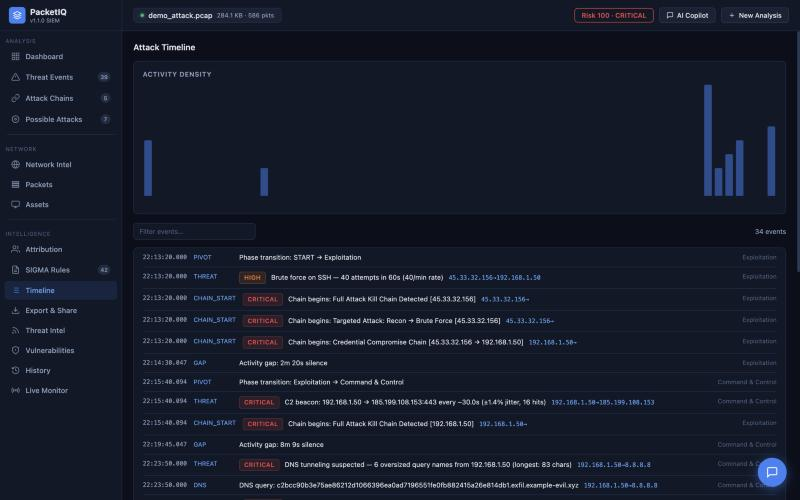 PacketIQ
v1.1.0 SIEM
demo_attack.pcap 284.1 KB · 586 pkts
Risk 100 · CRITICAL
AI Copilot
New Analysis
ANALYSIS
Dashboard
Threat Events 39
Attack Chains 5
Possible Attacks 7
NETWORK
Network Intel
Packets
Assets
INTELLIGENCE
Attribution
SIGMA Rules 42
Timeline
Export & Share
Threat Intel
Vulnerabilities
History
Live Monitor
Attack Timeline
ACTIVITY DENSITY
Filter events...
34 events
22:13:20.000 PIVOT Phase transition: START → Exploitation Exploitation
22:13:20.000 THREAT HIGH Brute force on SSH — 40 attempts in 60s (40/min rate) 45.33.32.156→192.168.1.50 Exploitation
22:13:20.000 CHAIN_START CRITICAL Chain begins: Full Attack Kill Chain Detected [45.33.32.156] 45.33.32.156→ Exploitation
22:13:20.000 CHAIN_START CRITICAL Chain begins: Targeted Attack: Recon → Brute Force [45.33.32.156] 45.33.32.156→ Exploitation
22:13:20.000 CHAIN_START CRITICAL Chain begins: Credential Compromise Chain [45.33.32.156 → 192.168.1.50] 192.168.1.50→ Exploitation
22:14:30.047 GAP Activity gap: 2m 20s silence Exploitation
22:15:40.094 PIVOT Phase transition: Exploitation → Command & Control Command & Control
22:15:40.094 THREAT CRITICAL C2 beacon: 192.168.1.50 → 185.199.108.153:443 every ~30.0s (±1.4% jitter, 16 hits) 192.168.1.50→185.199.108.153 Command & Control
22:15:40.094 CHAIN_START CRITICAL Chain begins: Full Attack Kill Chain Detected [192.168.1.50] 192.168.1.50→ Exploitation
22:19:45.047 GAP Activity gap: 8m 9s silence Command & Control
22:23:50.000 THREAT CRITICAL DNS tunneling suspected — 6 oversized query names from 192.168.1.50 (longest: 83 chars) 192.168.1.50→8.8.8.8 Command &
22:23:50.000 DNS DNS query: c2bcc90b3e75ae86212d1066396ea0ad7196551fe0fb882415a26e814db1.exfil.example-evil.xyz 192.168.1.50→8.8.8.8 Command & Control